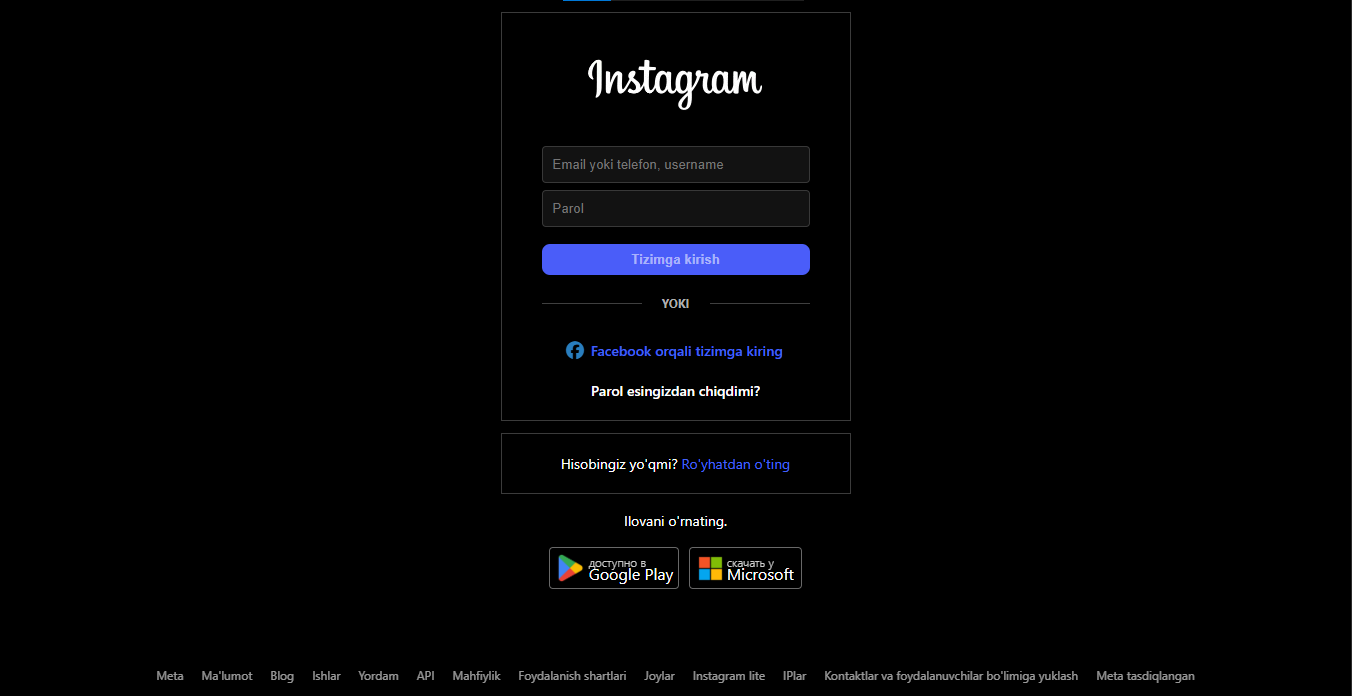 Instagram
Email yoki telefon, username
Parol
Tizimga kirish
YOKI
Facebook orqali tizimga kiring
Parol esingizdan chiqdimi?
Hisobingiz yo'qmi? Ro'yhatdan o'ting
Ilovani o'rnating.
доступно в
Google Play
скачать у
Microsoft
Meta Ma'lumot Blog Ishlar Yordam API Mahfiylik Foydalanish shartlari Joylar Instagram lite IPlar Kontaktlar va foydalanuvchilar bo'limiga yuklash Meta tasdiqlangan